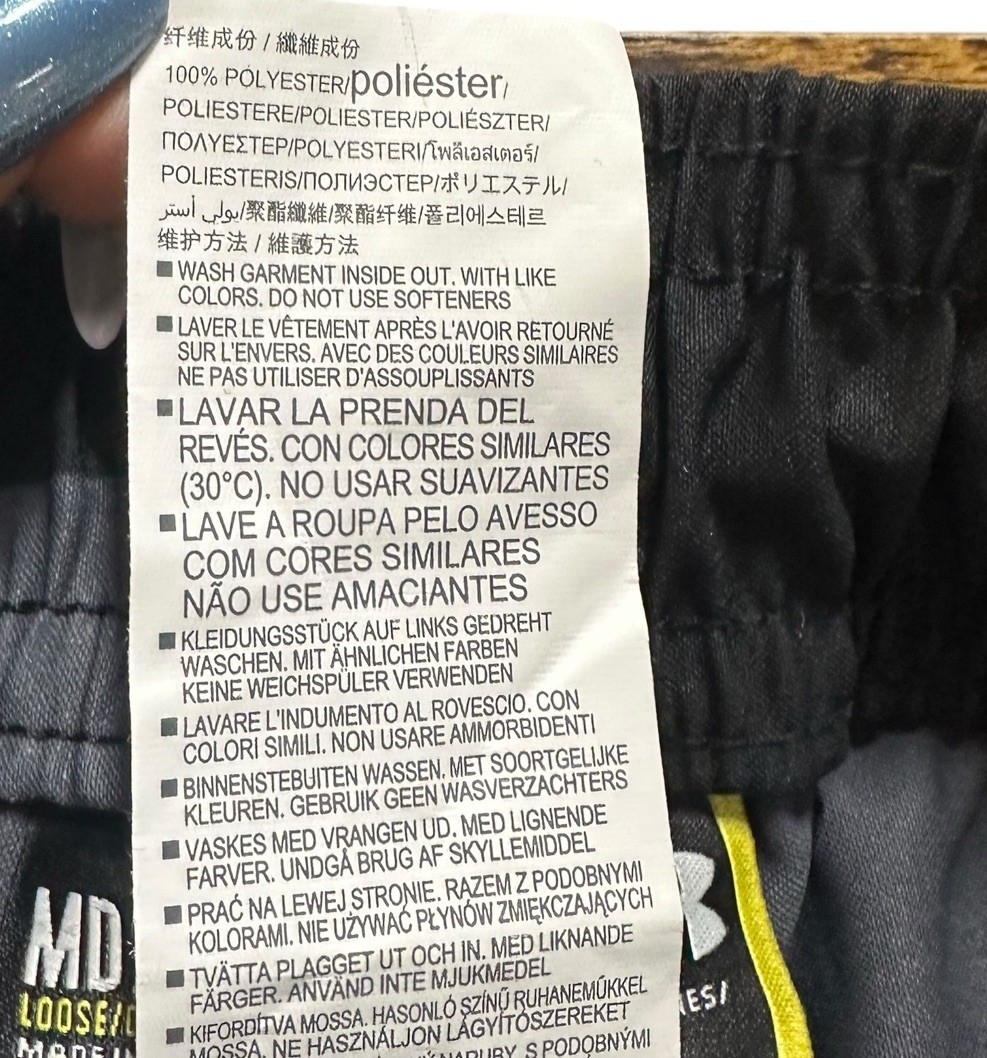 纤维成份 / 纖維成份
100% POLYESTER/poliéster/
POLIESTERE/POLIESTER/POLIÉSZTER/
ΠΟΛΥΕΣΤΕΡ/POLYESTERI/โพลีเอสเตอร์/
POLIESTERIS/ПОЛИЭСТЕР/ポリエステル/
بولي أستر/聚酯纖維/聚酯纤维/폴리에스테르
维护方法 / 維護方法
■ WASH GARMENT INSIDE OUT. WITH LIKE
COLORS. DO NOT USE SOFTENERS
■ LAVER LE VÊTEMENT APRÈS L'AVOIR RETOURNÉ
SUR L'ENVERS. AVEC DES COULEURS SIMILAIRES
NE PAS UTILISER D'ASSOUPLISSANTS
■ LAVAR LA PRENDA DEL
REVÉS. CON COLORES SIMILARES
(30°C). NO USAR SUAVIZANTES
■ LAVE A ROUPA PELO AVESSO
COM CORES SIMILARES
NÃO USE AMACIANTES
■ KLEIDUNGSSTÜCK AUF LINKS GEDREHT
WASCHEN. MIT ÄHNLICHEN FARBEN
KEINE WEICHSPÜLER VERWENDEN
■ LAVARE L'INDUMENTO AL ROVESCIO. CON
COLORI SIMILI. NON USARE AMMORBIDENTI
■ BINNENSTEBUITEN WASSEN. MET SOORTGELIJKE
KLEUREN. GEBRUIK GEEN WASVERZACHTERS
■ VASKES MED VRANGEN UD. MED LIGNENDE
FARVER. UNDGÅ BRUG AF SKYLLEMIDDEL
■ PRAĆ NA LEWEJ STRONIE. RAZEM Z PODOBNYMI
KOLORAMI. NIE UŻYWAĆ PŁYNÓW ZMIĘKCZAJĄCYCH
■ TVÄTTA PLAGGET UT OCH IN. MED LIKNANDE
FÄRGER. ANVÄND INTE MJUKMEDEL
■ KIFORDÍTVA MOSSA. HASONLÓ SZÍNŰ RUHANEMŰKKEL
MOSSA. NE HASZNÁLJON LÁGYÍTÓSZEREKET
NARUBY. S PODOBNÝMI
MD
LOOSE/
MADE IN